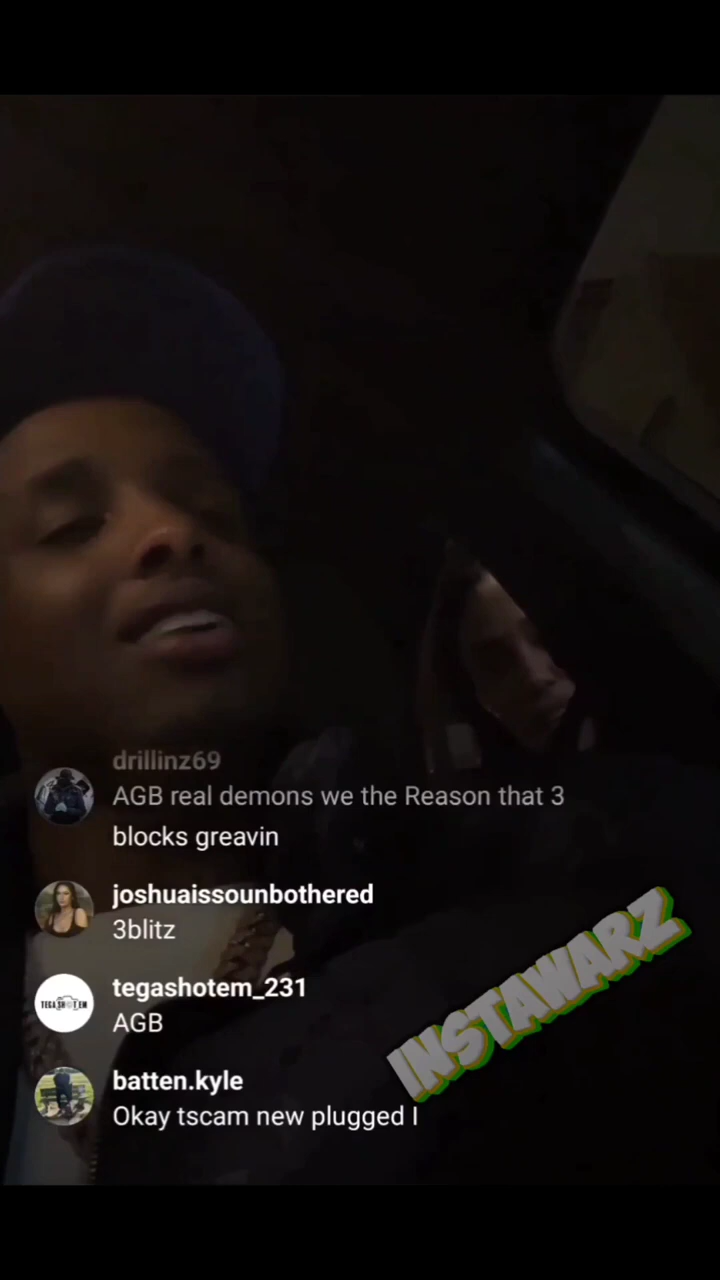 drillinz69
AGB real demons we the Reason that 3
blocks greavin
joshuaissounbothered
3blitz
TEGASHOTEM
tegashotem_231
AGB
INSTAWARZ
batten.kyle
Okay tscam new plugged I